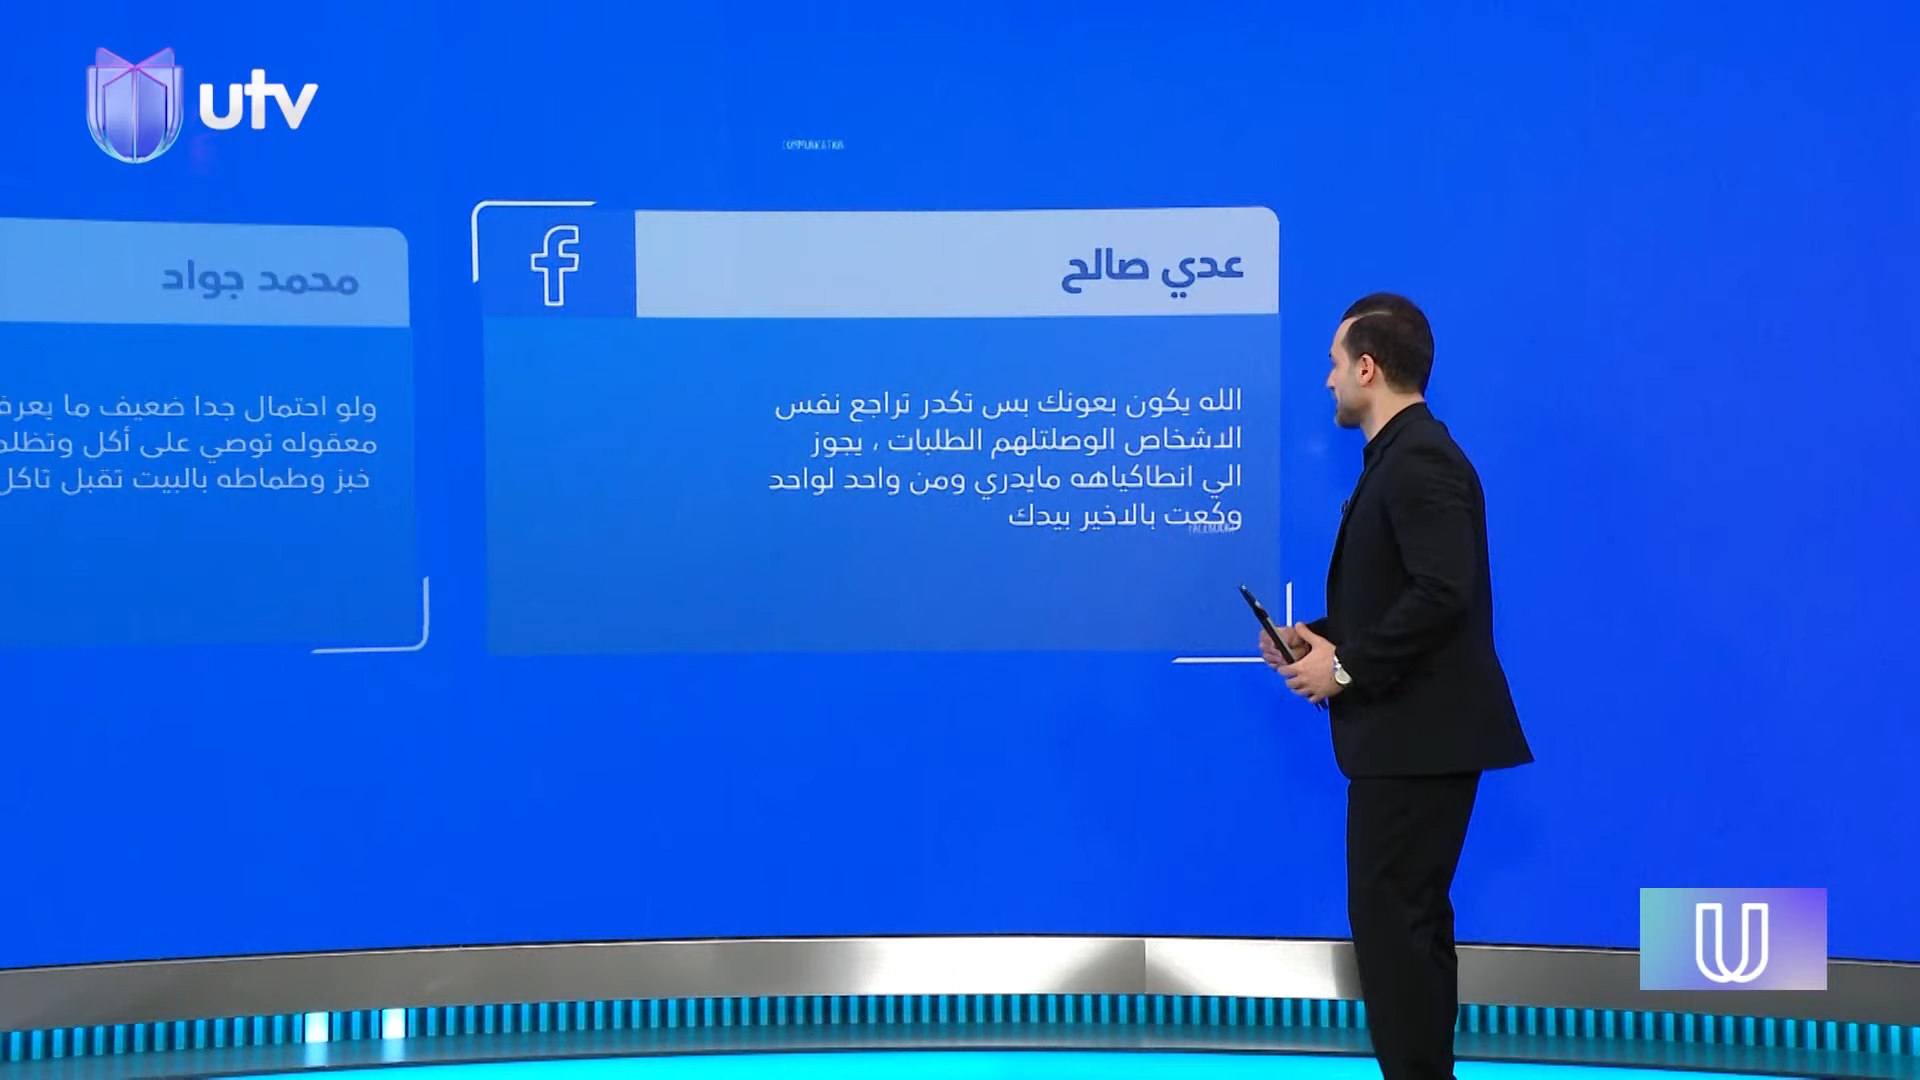 utv
COMMUNICATION
عدي صالح
الله يكون بعونك بس تكدر تراجع نفس
الاشخاص الوصلتلهم الطلبات ، يجوز
الي انطاكياهه مايدري ومن واحد لواحد
وكعت بالاخير بيدك
FACEBOOK
محمد جواد
ولو احتمال جدا ضعيف ما يعرف
معقوله توصي على أكل وتظلم
خبز وطماطه بالبيت تقبل تاكل
U